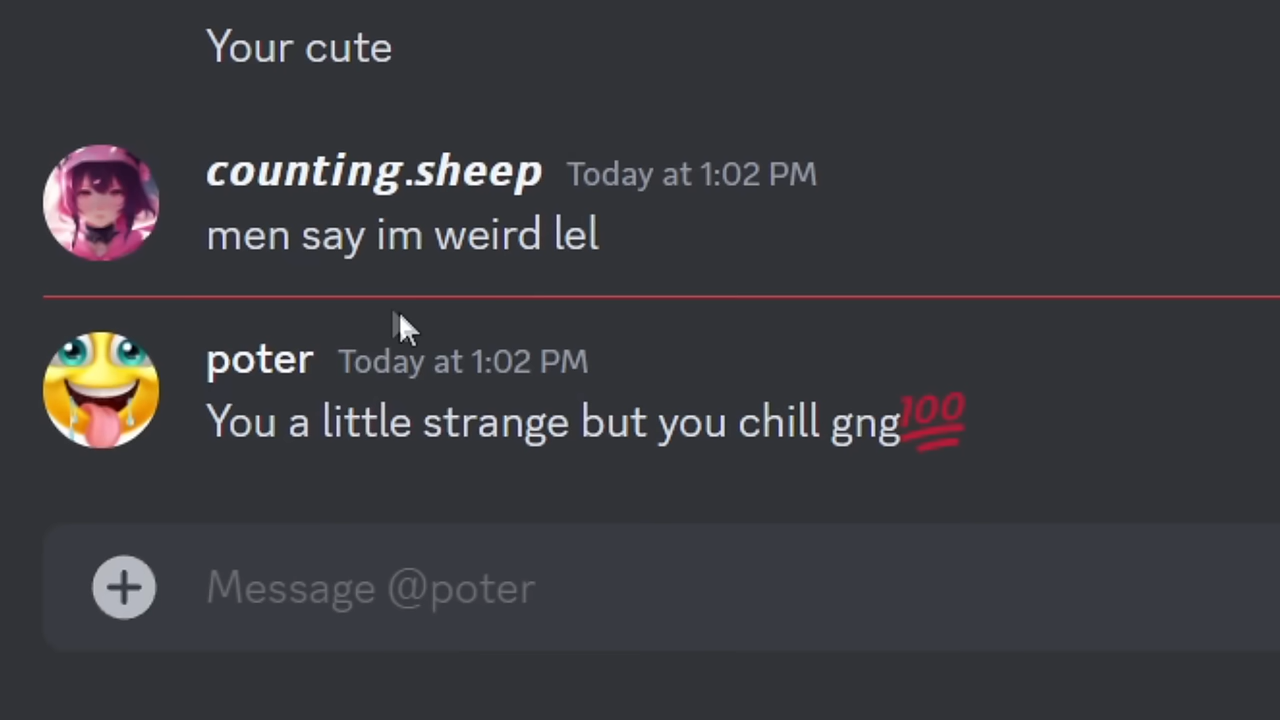 Your cute
counting.sheep Today at 1:02 PM
men say im weird lel
poter Today at 1:02 PM
You a little strange but you chill gng💯
Message @poter